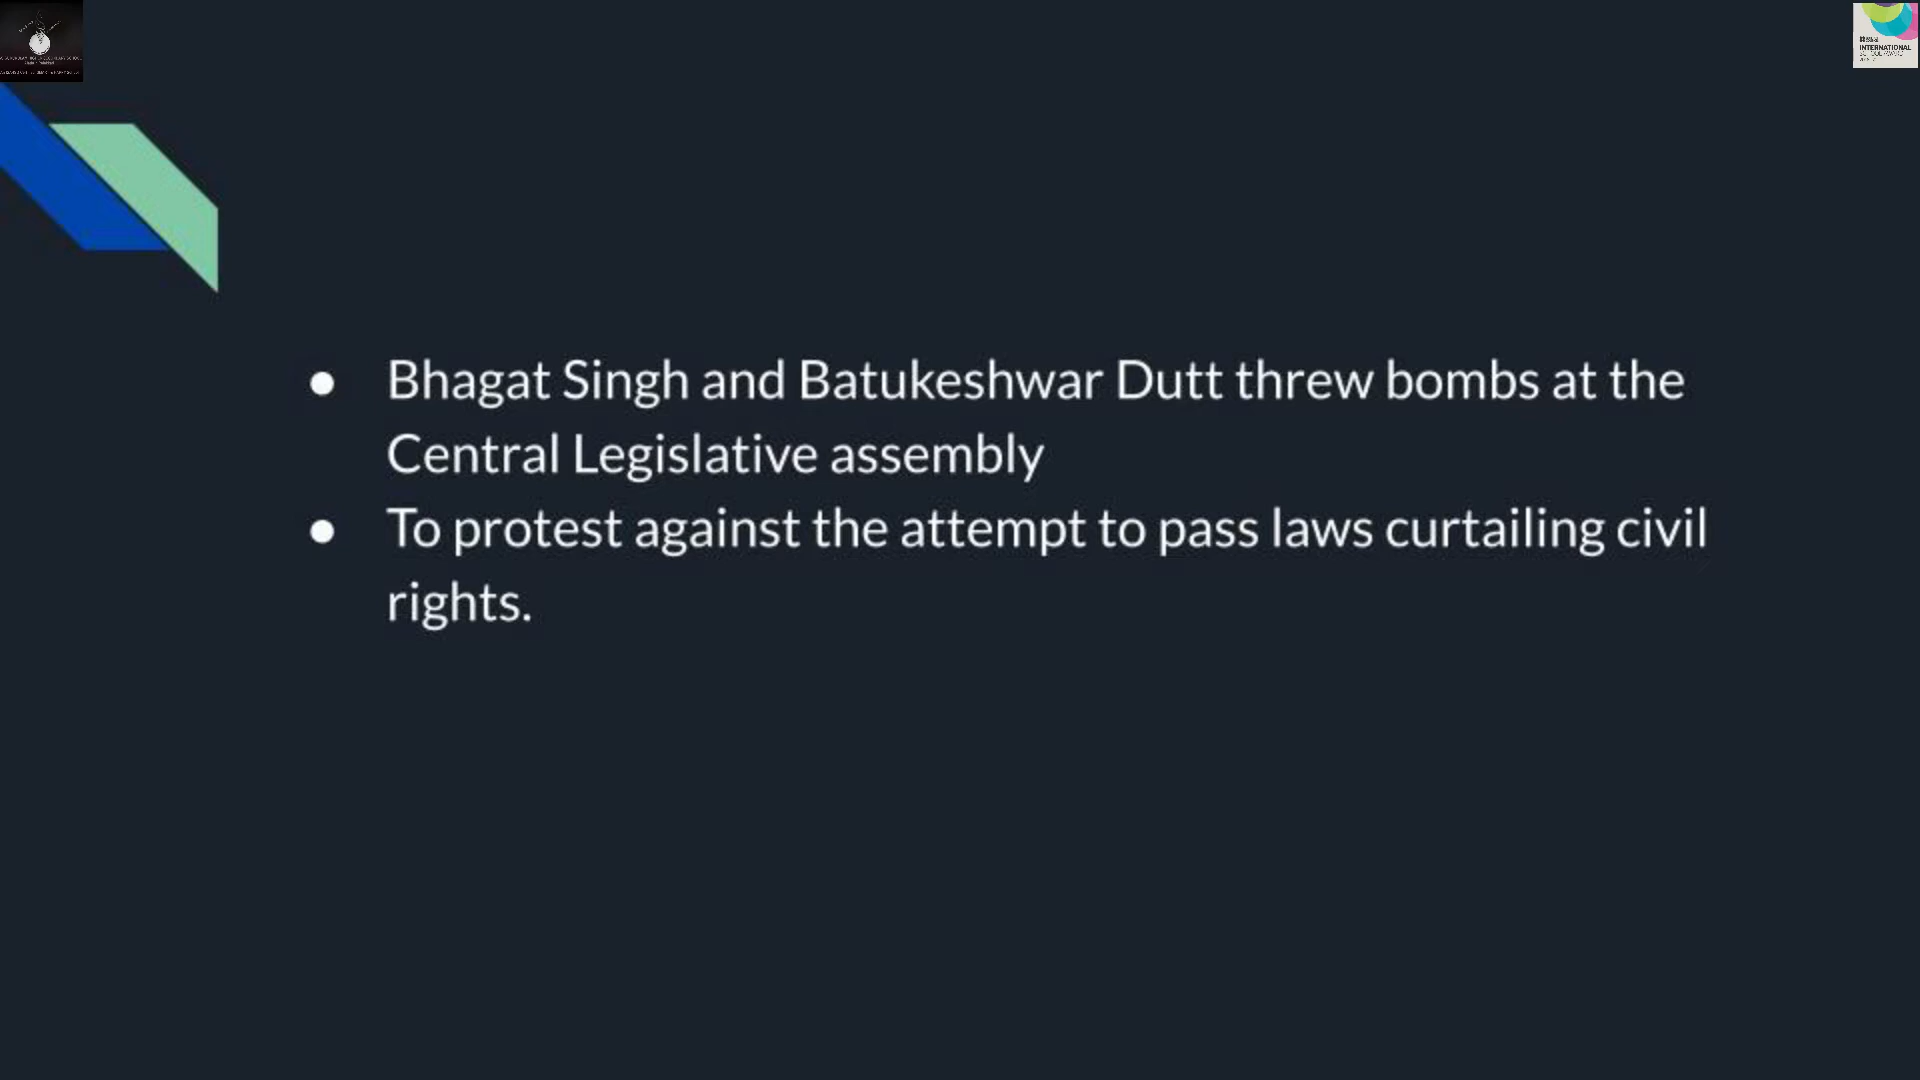 INTERNATIONAL
● Bhagat Singh and Batukeshwar Dutt threw bombs at the
Central Legislative assembly
● To protest against the attempt to pass laws curtailing civil
rights.